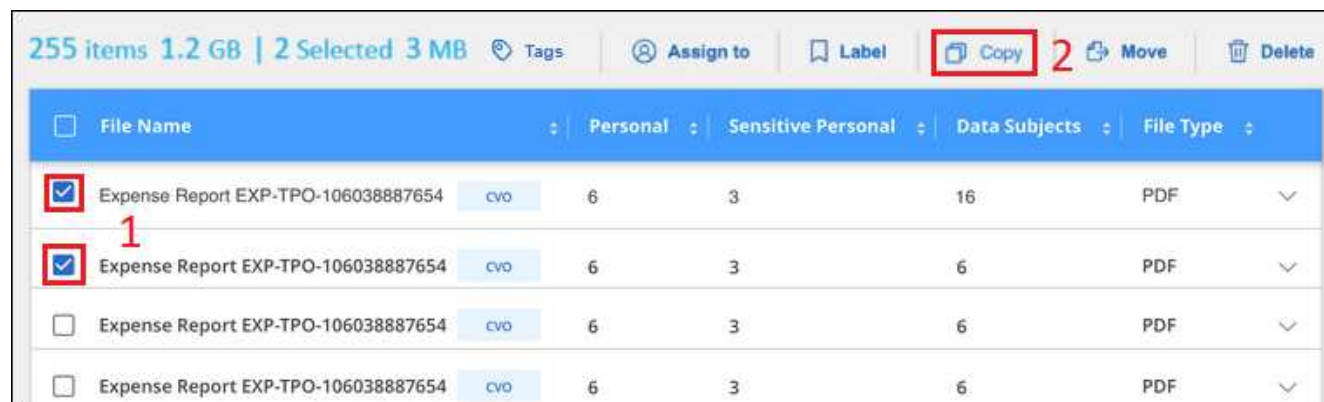 255 items 1.2 GB | 2 Selected 3 MB Tags Assign to Label Copy 2 Move Delete
File Name Personal Sensitive Personal Data Subjects File Type
Expense Report EXP-TPO-106038887654 CVO 6 3 16 PDF
1
Expense Report EXP-TPO-106038887654 CVO 6 3 6 PDF
Expense Report EXP-TPO-106038887654 CVO 6 3 6 PDF
Expense Report EXP-TPO-106038887654 CVO 6 3 6 PDF